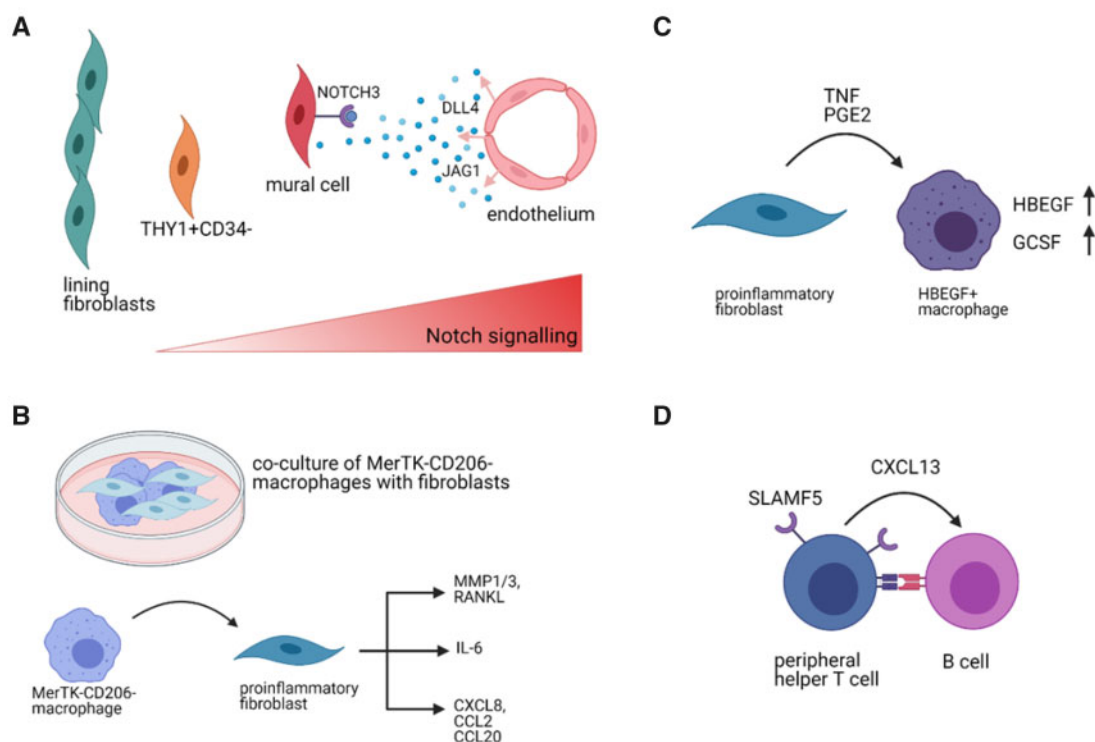 A
NOTCH3
DLL4
JAG1
mural cell
endothelium
THY1+CD34-
lining
fibroblasts
Notch signalling
B
co-culture of MerTK-CD206-
macrophages with fibroblasts
MMP1/3,
RANKL
IL-6
CXCL8,
CCL2
CCL20
MerTK-CD206-
macrophage
proinflammatory
fibroblast
C
TNF
PGE2
HBEGF
GCSF
proinflammatory
fibroblast
HBEGF+
macrophage
D
CXCL13
SLAMF5
peripheral
helper T cell
B cell